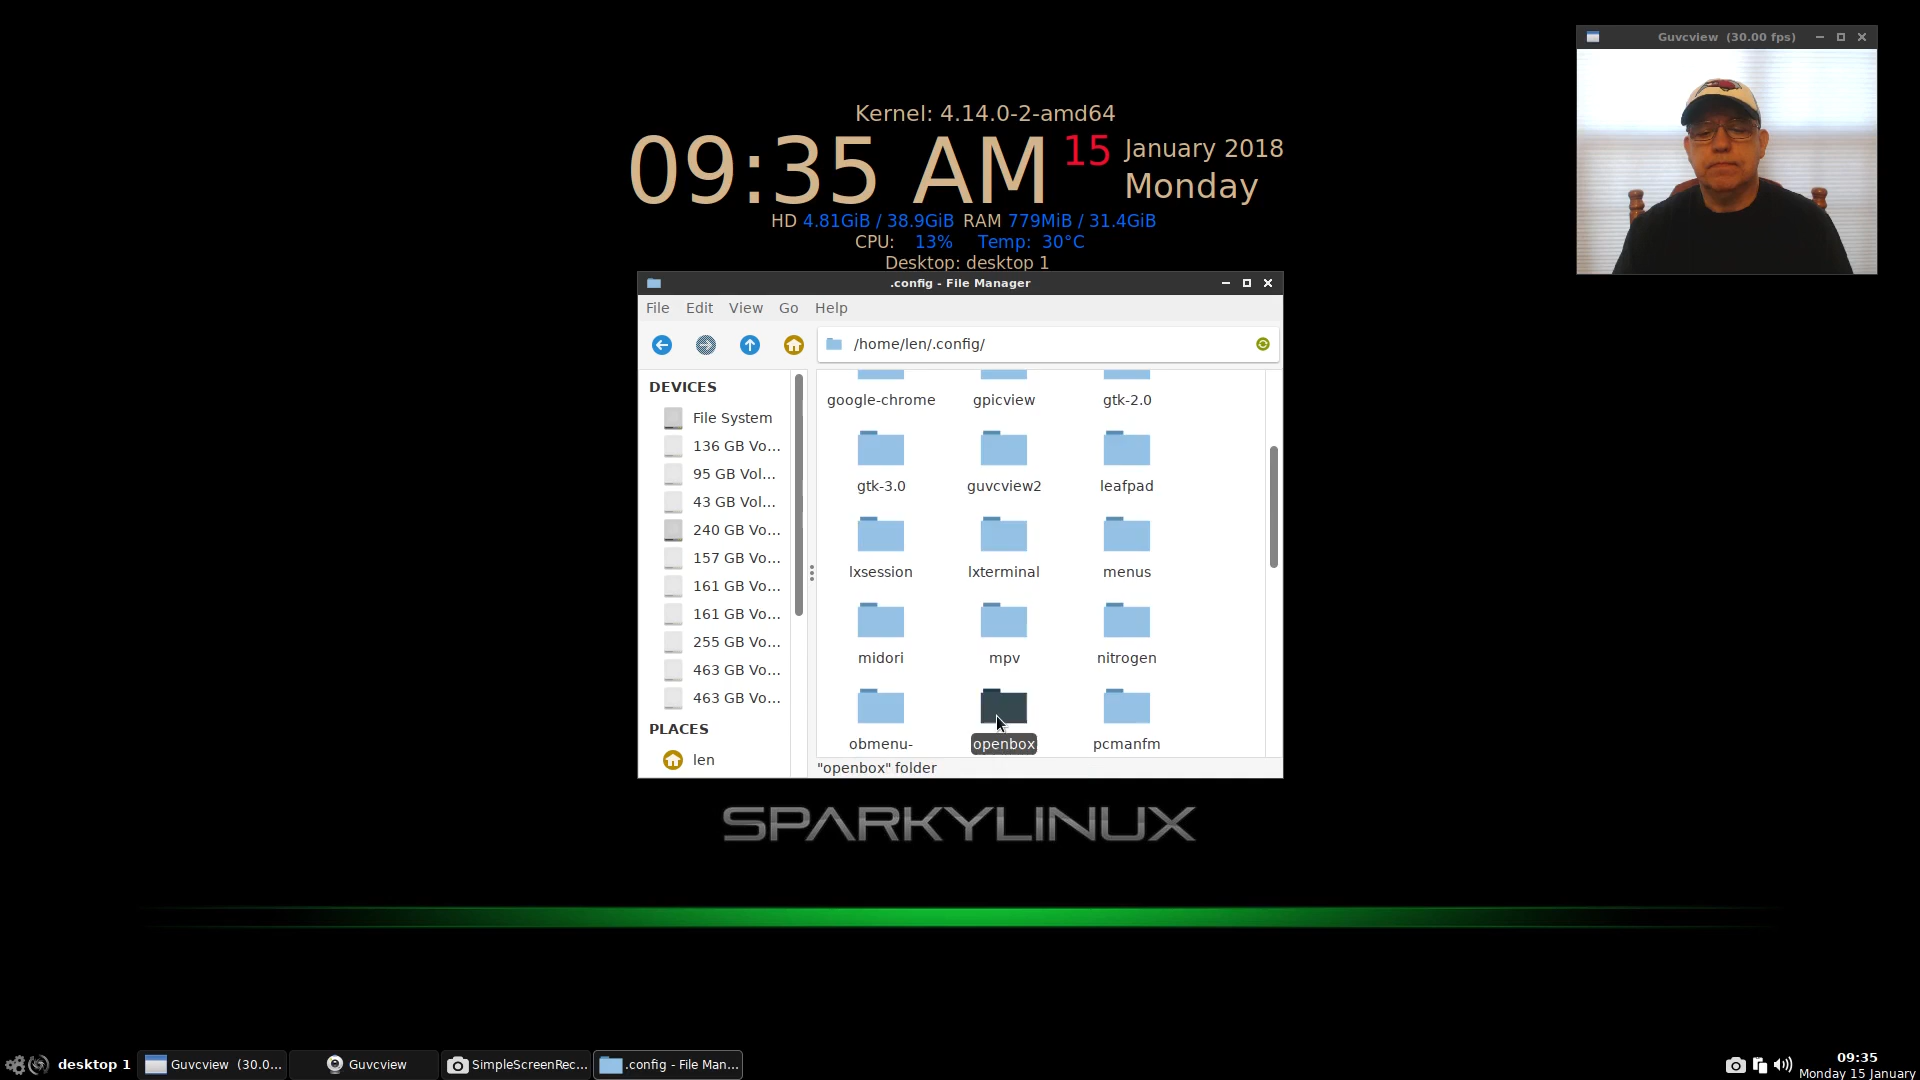 Guvcview (30.00 fps)
Kernel: 4.14.0-2-amd64
09:35 AM 15 January 2018
Monday
HD 4.81GiB / 38.9GiB RAM 779MiB / 31.4GiB
CPU: 13% Temp: 30°C
Desktop: desktop 1
.config - File Manager
File Edit View Go Help
/home/len/.config/
DEVICES
File System
136 GB Vo...
95 GB Vol...
43 GB Vol...
240 GB Vo...
157 GB Vo...
161 GB Vo...
161 GB Vo...
255 GB Vo...
463 GB Vo...
463 GB Vo...
PLACES
len
google-chrome gpicview gtk-2.0
gtk-3.0 guvcview2 leafpad
lxsession lxterminal menus
midori mpv nitrogen
obmenu- openbox pcmanfm
"openbox" folder
SPARKYLINUX
desktop 1 Guvcview (30.0... Guvcview SimpleScreenRec... .config - File Man...
09:35
Monday 15 January